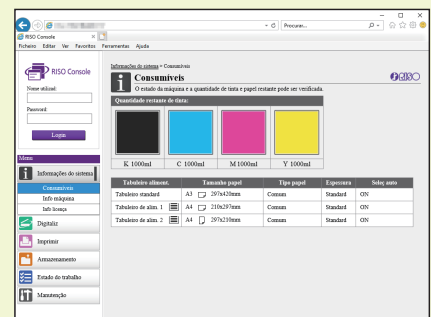 Procurar...
RISO Console
Ficheiro Editar Ver Favoritos Ferramentas Ajuda
RISO Console
Nome utilizad:
Password:
Login
Menu
Informações do sistema
Consumíveis
Info máquina
Info licença
Digitaliz
Imprimir
Armazenamento
Estado do trabalho
Manutenção
Informações do sistema > Consumíveis
Consumíveis
O estado da máquina e a quantidade de tinta e papel restante pode ser verificada.
Quantidade restante de tinta:
K 1000ml C 1000ml M 1000ml Y 1000ml
Tabuleiro aliment. Tamanho papel Tipo papel Espessura Seleç auto
Tabuleiro standard A3 297x420mm Comum Standard ON
Tabuleiro de alim. 1 A4 210x297mm Comum Standard ON
Tabuleiro de alim. 2 A4 297x210mm Comum Standard ON